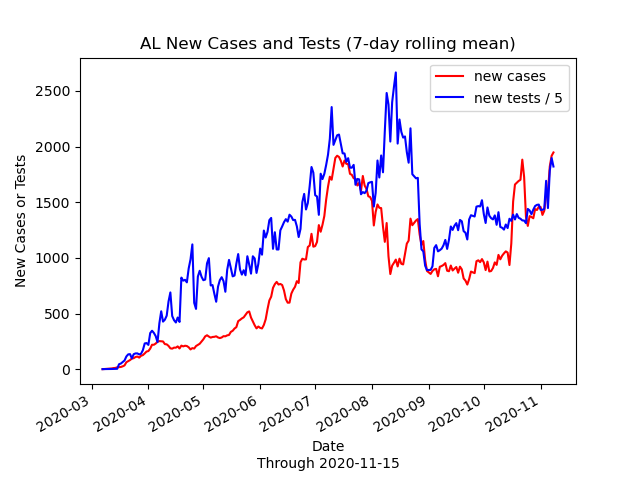 AL New Cases and Tests (7-day rolling mean)
new cases
new tests / 5
New Cases or Tests
2500
2000
1500
1000
500
0
2020-03
2020-04
2020-05
2020-06
2020-07
2020-08
2020-09
2020-10
2020-11
Date
Through 2020-11-15